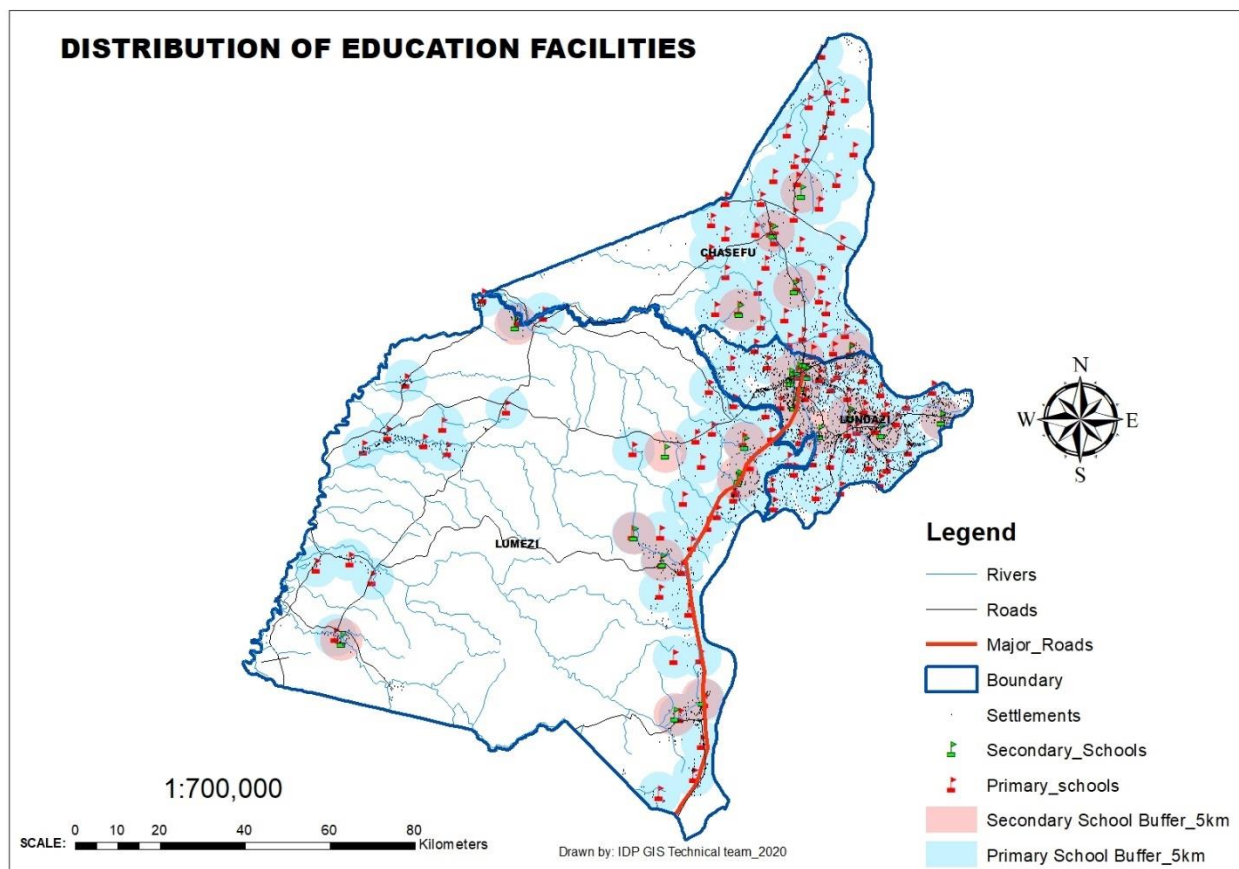 DISTRIBUTION OF EDUCATION FACILITIES
CHASEFU
LUNDAZI
LUMEZI
N
W E
S
Legend
Rivers
Roads
Major_Roads
Boundary
Settlements
Secondary_Schools
Primary_schools
Secondary School Buffer_5km
Primary School Buffer_5km
1:700,000
0 5 10 20 40 60 80
SCALE: Kilometers
Drawn by: IDP GIS Technical team_2020